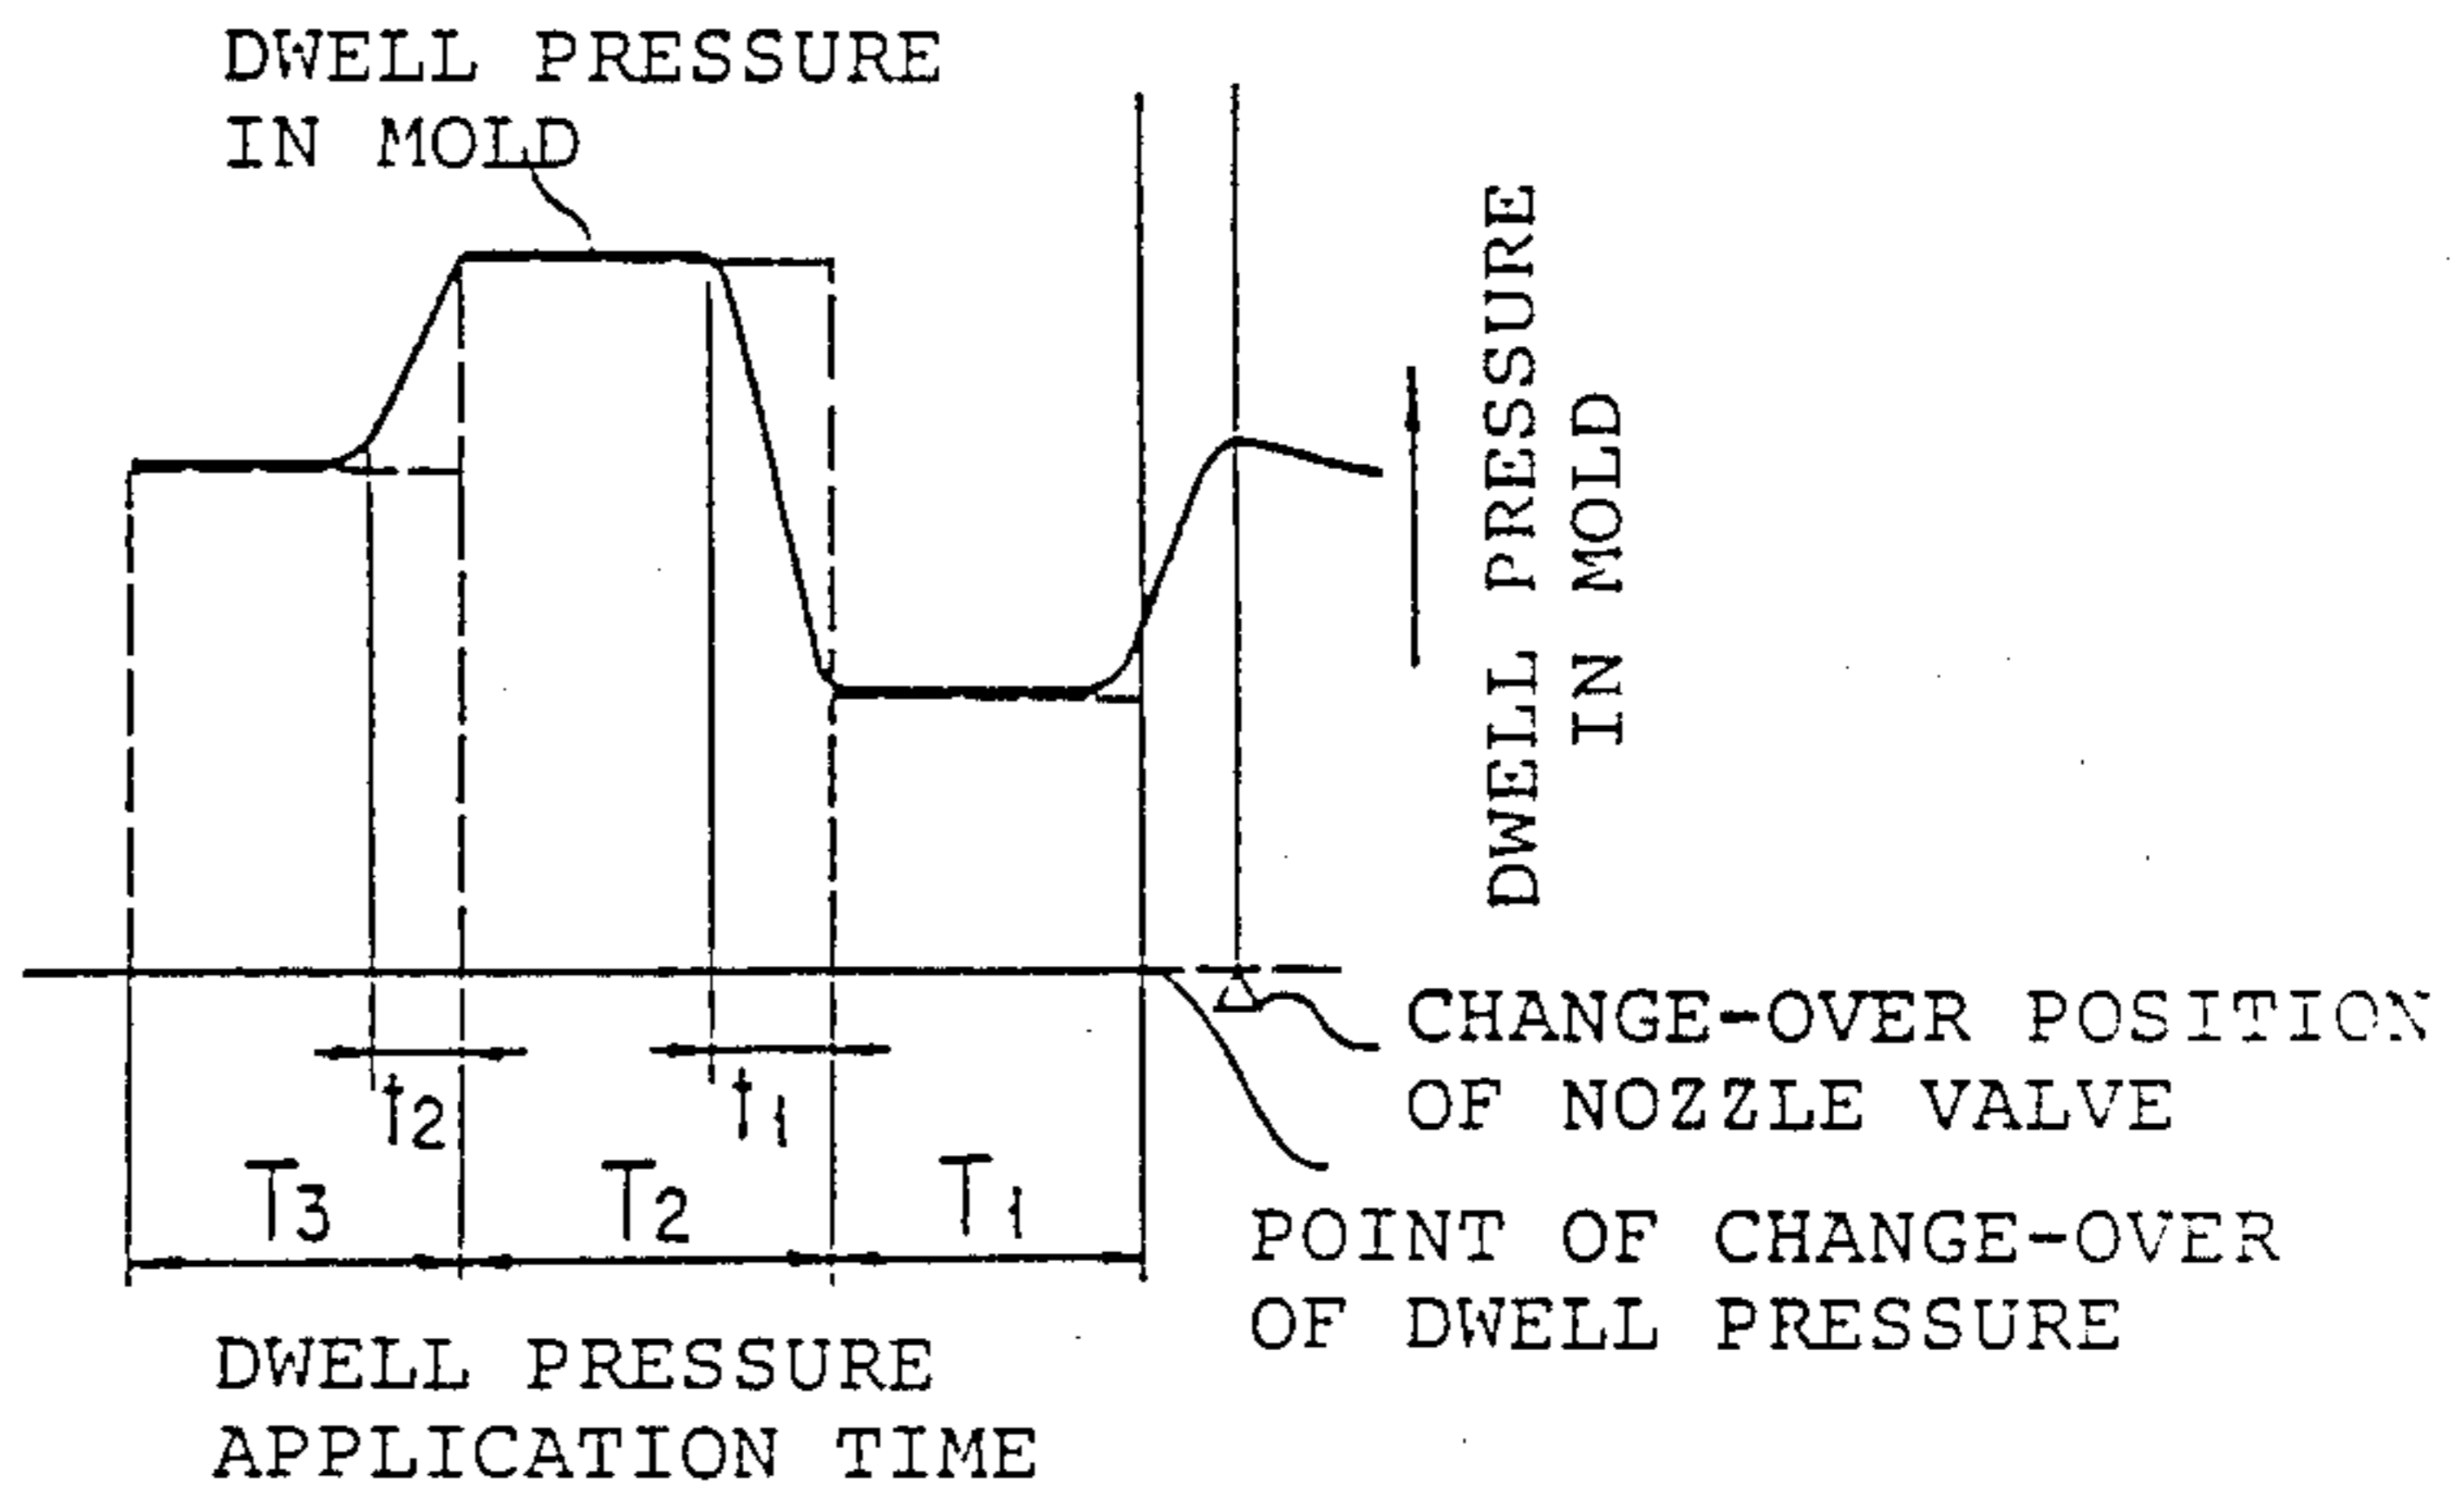 DWELL PRESSURE
IN MOLD
DWELL PRESSURE
IN MOLD
CHANGE-OVER POSITION
OF NOZZLE VALVE
t2
t1
T3
T2
T1
POINT OF CHANGE-OVER
OF DWELL PRESSURE
DWELL PRESSURE
APPLICATION TIME